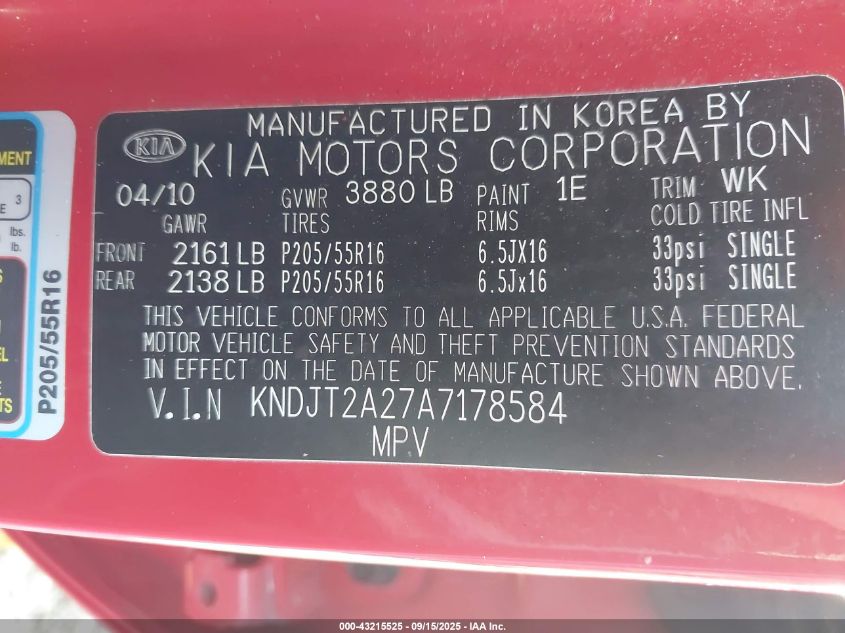 MANUFACTURED IN KOREA BY
KIA KIA MOTORS CORPORATION
04/10 GVWR 3880 LB PAINT 1E TRIM WK
GAWR TIRES RIMS COLD TIRE INFL
FRONT 2161 LB P205/55R16 6.5JX16 33psi SINGLE
REAR 2138 LB P205/55R16 6.5Jx16 33psi SINGLE
THIS VEHICLE CONFORMS TO ALL APPLICABLE U.S.A. FEDERAL
MOTOR VEHICLE SAFETY AND THEFT PREVENTION STANDARDS
IN EFFECT ON THE DATE OF MANUFACTURE SHOWN ABOVE.
V.I.N KNDJT2A27A7178584
MPV
3
lbs.
lb.
P205/55R16
000-43215525 - 09/15/2025 - IAA Inc.